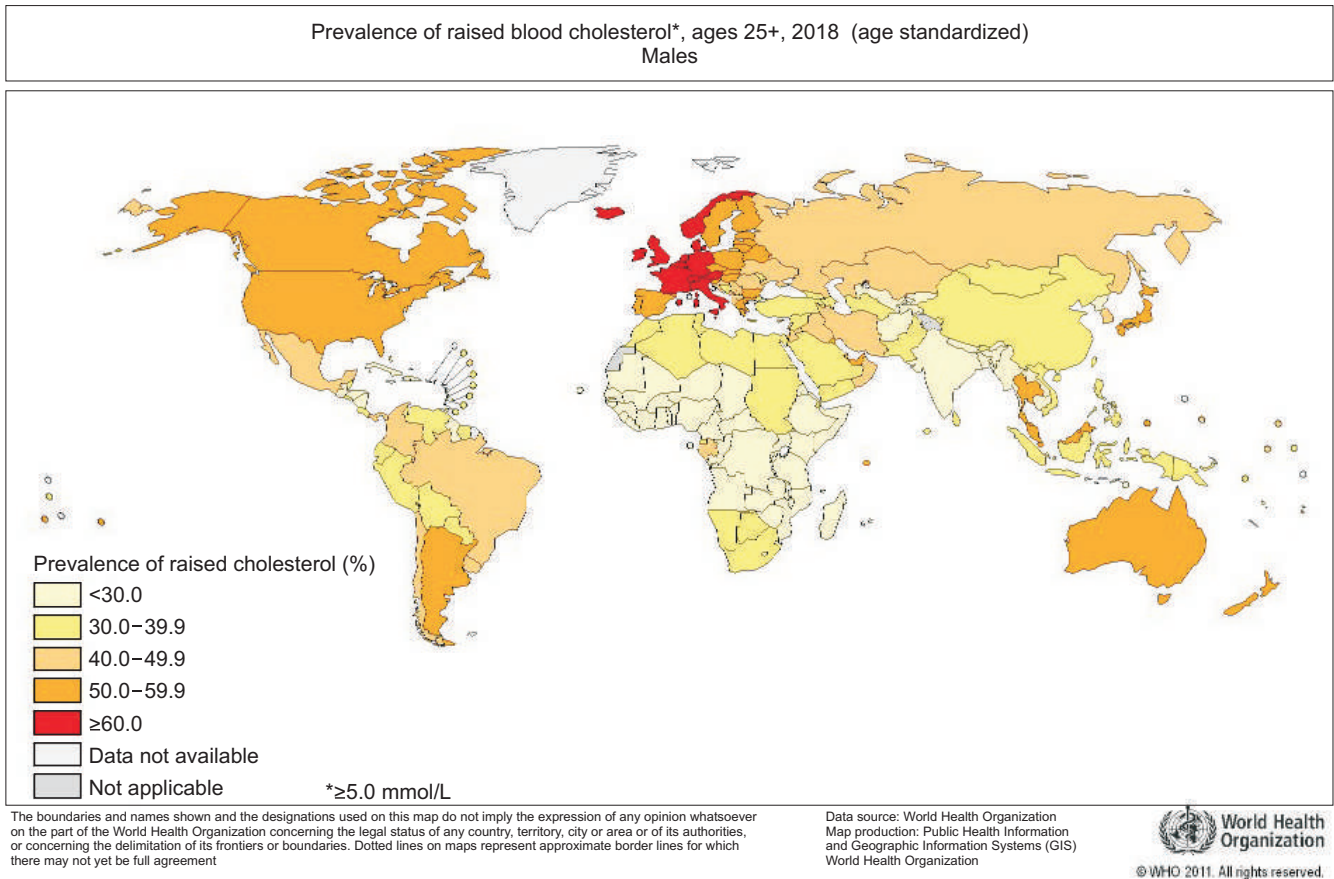 Prevalence of raised blood cholesterol*, ages 25+, 2018 (age standardized)
Males
Prevalence of raised cholesterol (%)
<30.0
30.0–39.9
40.0–49.9
50.0–59.9
≥60.0
Data not available
Not applicable
*≥5.0 mmol/L
The boundaries and names shown and the designations used on this map do not imply the expression of any opinion whatsoever
on the part of the World Health Organization concerning the legal status of any country, territory, city or area or of its authorities,
or concerning the delimitation of its frontiers or boundaries. Dotted lines on maps represent approximate border lines for which
there may not yet be full agreement
Data source: World Health Organization
Map production: Public Health Information
and Geographic Information Systems (GIS)
World Health Organization
World Health
Organization
© WHO 2011. All rights reserved.